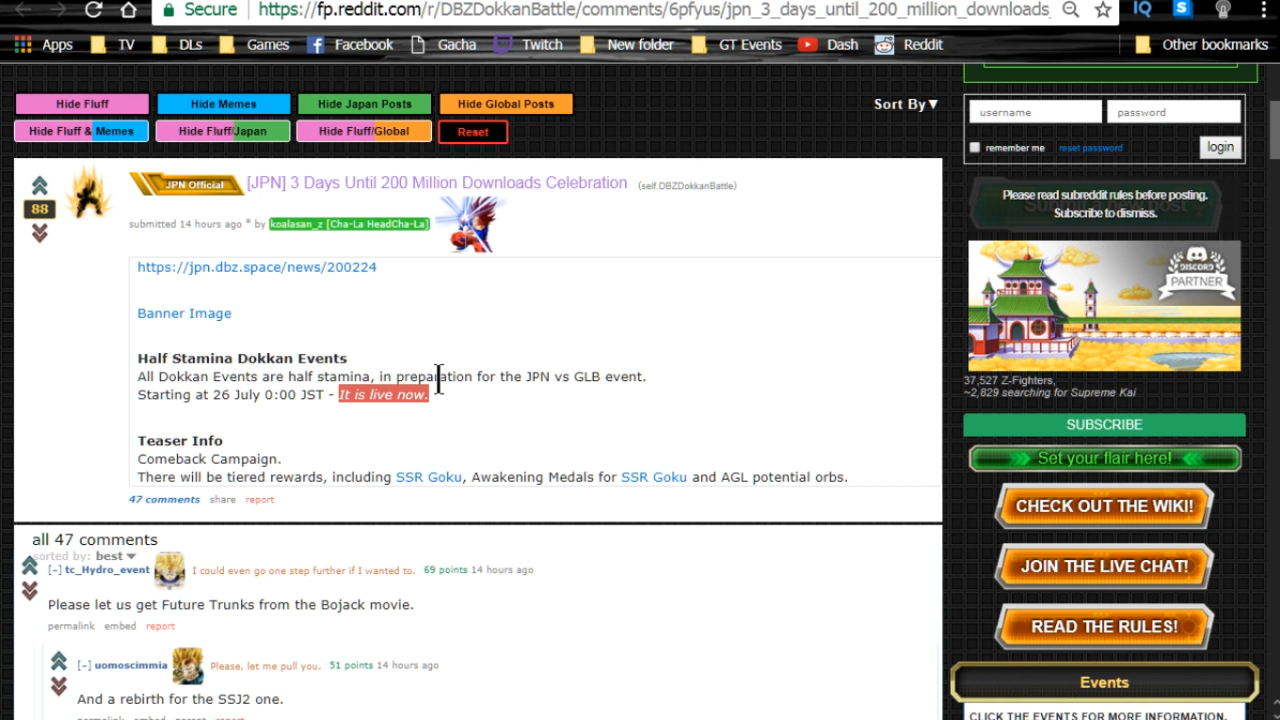 Secure https://fp.reddit.com/r/DBZDokkanBattle/comments/6pfyus/jpn_3_days_until_200_million_downloads_
Apps TV DLs Games Facebook Gacha Twitch New folder GT Events Dash Reddit Other bookmarks
Hide Fluff Hide Memes Hide Japan Posts Hide Global Posts
Sort By▼
Hide Fluff & Memes Hide Fluff/Japan Hide Fluff/Global Reset
username password
remember me reset password login
Please read subreddit rules before posting.
Subscribe to dismiss.
88
JPN Official [JPN] 3 Days Until 200 Million Downloads Celebration (self.DBZDokkanBattle)
submitted 14 hours ago * by koalasan_z [Cha-La HeadCha-La]
https://jpn.dbz.space/news/200224
Banner Image
Half Stamina Dokkan Events
All Dokkan Events are half stamina, in preparation for the JPN vs GLB event.
Starting at 26 July 0:00 JST - It is live now.
Teaser Info
Comeback Campaign.
There will be tiered rewards, including SSR Goku, Awakening Medals for SSR Goku and AGL potential orbs.
47 comments share report
DISCORD
PARTNER
37,527 Z-Fighters,
~2,829 searching for Supreme Kai
SUBSCRIBE
Set your flair here!
CHECK OUT THE WIKI!
JOIN THE LIVE CHAT!
READ THE RULES!
Events
CLICK THE EVENTS FOR MORE INFORMATION.
all 47 comments
sorted by: best
[-] tc_Hydro_event I could even go one step further if I wanted to. 69 points 14 hours ago
Please let us get Future Trunks from the Bojack movie.
permalink embed report
[-] uomoscimmia Please, let me pull you. 51 points 14 hours ago
And a rebirth for the SSJ2 one.
permalink embed parent report